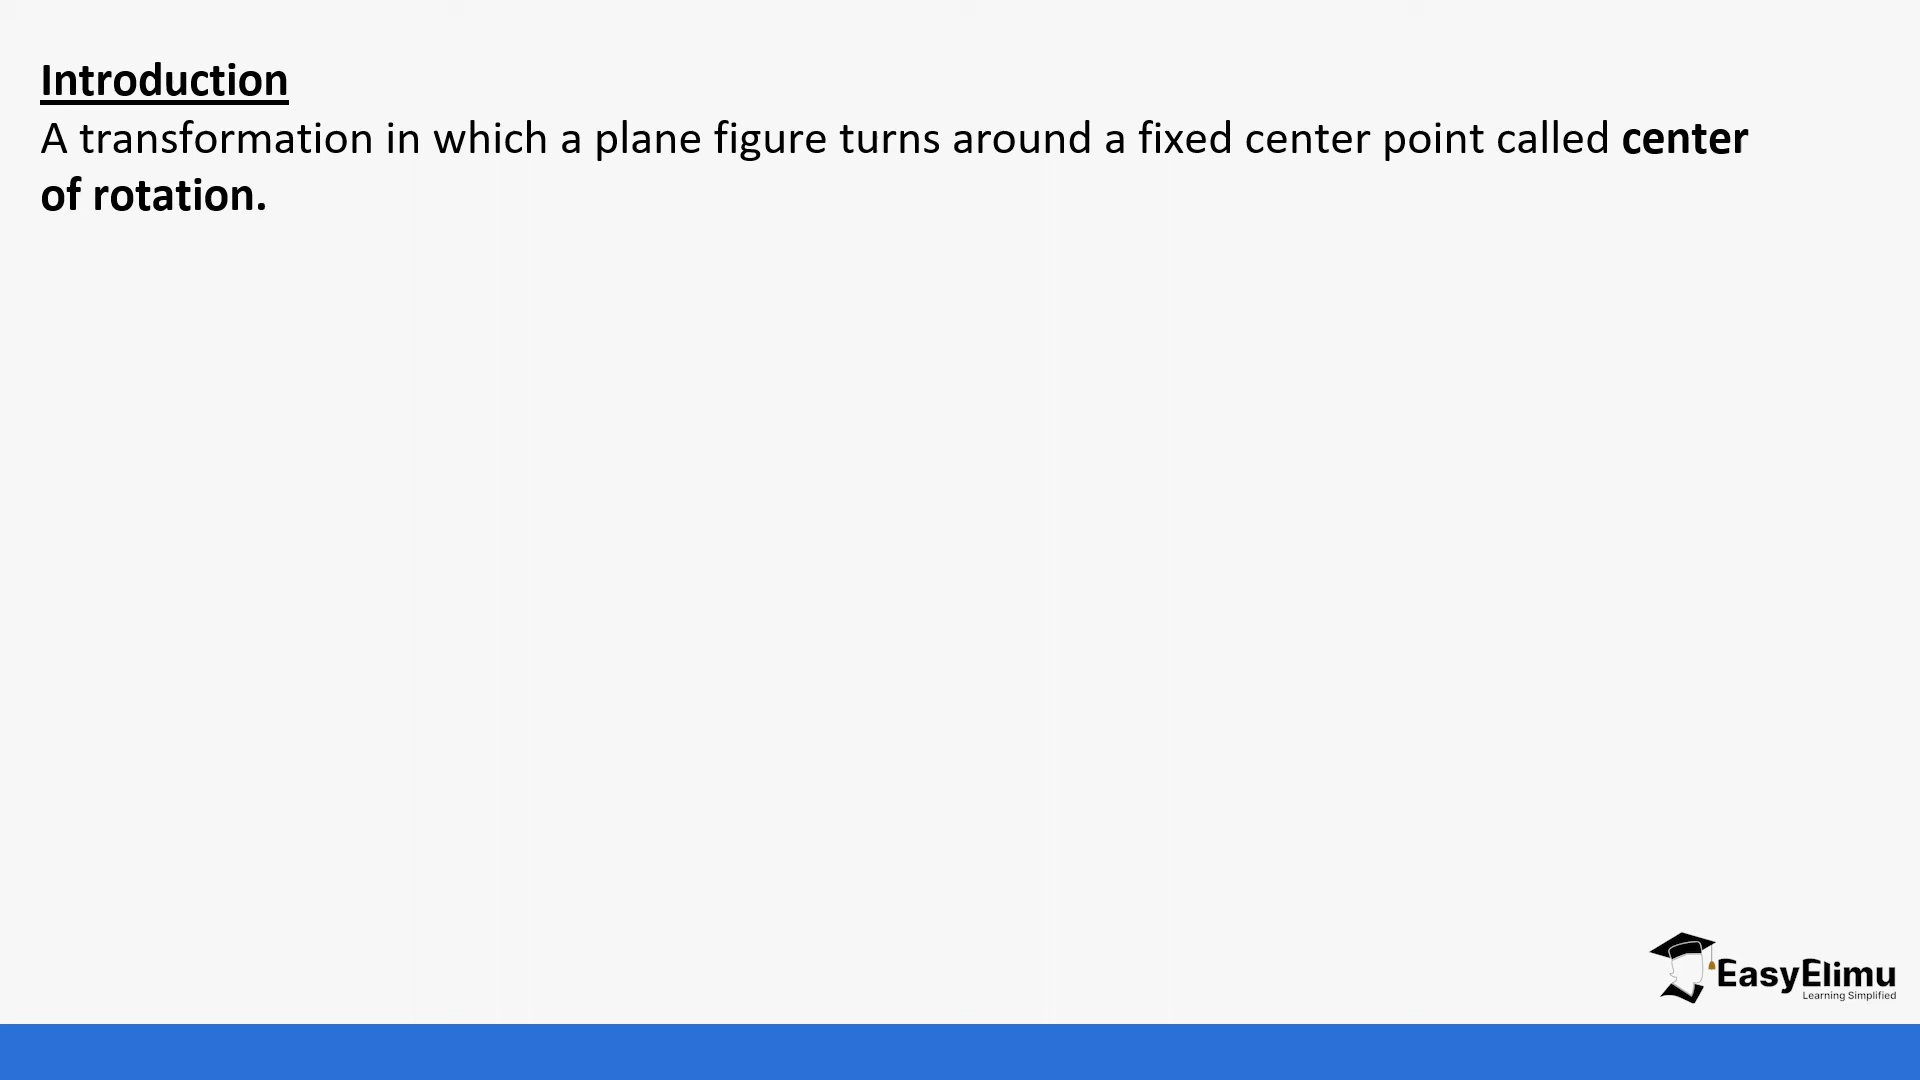 Introduction
A transformation in which a plane figure turns around a fixed center point called center
of rotation.
EasyElimu
Learning Simplified